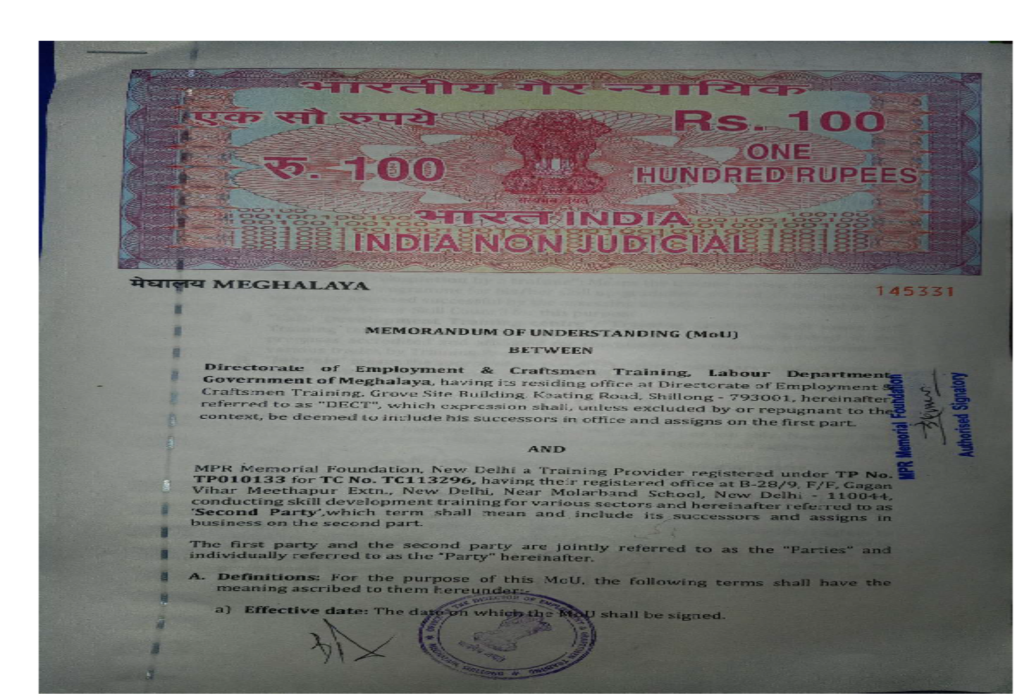 भारतीय गैर न्यायिक
एक सौ रुपये
Rs. 100
रु. 100
ONE
HUNDRED RUPEES
सत्यमेव जयते
भारत INDIA
INDIA NON JUDICIAL
मेघालय MEGHALAYA
145331
MEMORANDUM OF UNDERSTANDING (MoU)
BETWEEN
Directorate of Employment & Craftsmen Training, Labour Department
Government of Meghalaya, having its residing office at Directorate of Employment &
Craftsmen Training, Grove Site Building, Keating Road, Shillong - 793001, hereinafter
referred to as "DECT", which expression shall, unless excluded by or repugnant to the
context, be deemed to include his successors in office and assigns on the first part.
MPR Memorial Foundation
Authorised Signatory
AND
MPR Memorial Foundation, New Delhi a Training Provider registered under TP No.
TP010133 for TC No. TC113296, having their registered office at B-28/9, F/F, Gagan
Vihar Meethapur Extn., New Delhi, Near Molarband School, New Delhi - 110044,
conducting skill development training for various sectors and hereinafter referred to as
'Second Party',which term shall mean and include its successors and assigns in
business on the second part.
The first party and the second party are jointly referred to as the "Parties" and
individually referred to as the "Party" hereinafter.
A. Definitions: For the purpose of this MoU, the following terms shall have the
meaning ascribed to them hereunder:-
a) Effective date: The date on which the MoU shall be signed.